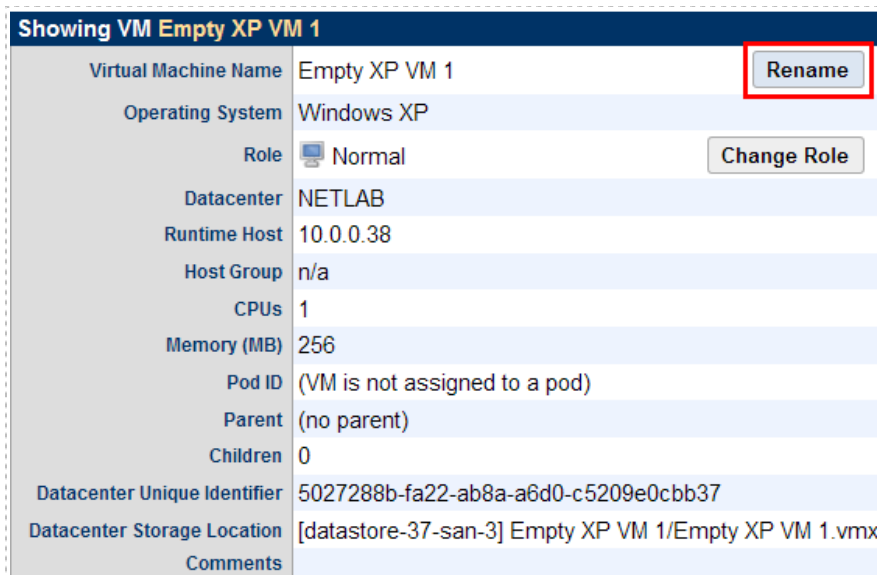 Showing VM Empty XP VM 1
Virtual Machine Name Empty XP VM 1 Rename
Operating System Windows XP
Role Normal Change Role
Datacenter NETLAB
Runtime Host 10.0.0.38
Host Group n/a
CPUs 1
Memory (MB) 256
Pod ID (VM is not assigned to a pod)
Parent (no parent)
Children 0
Datacenter Unique Identifier 5027288b-fa22-ab8a-a6d0-c5209e0cbb37
Datacenter Storage Location [datastore-37-san-3] Empty XP VM 1/Empty XP VM 1.vmx
Comments